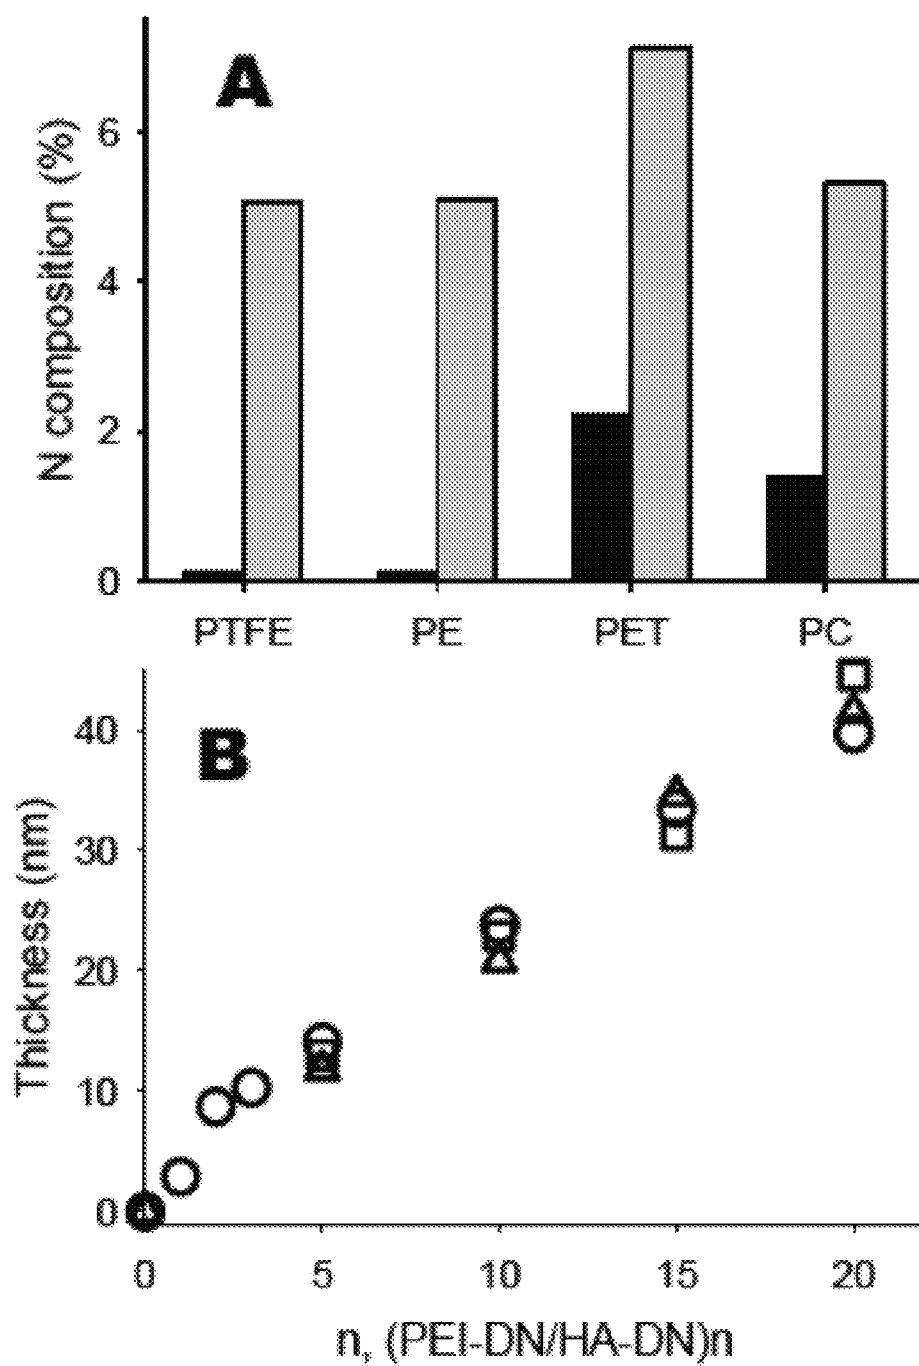 A
N composition (%)
6
4
2
0
PTFE PE PET PC
B
Thickness (nm)
40
30
20
10
0
0 5 10 15 20
n, (PEI-DN/HA-DN)n